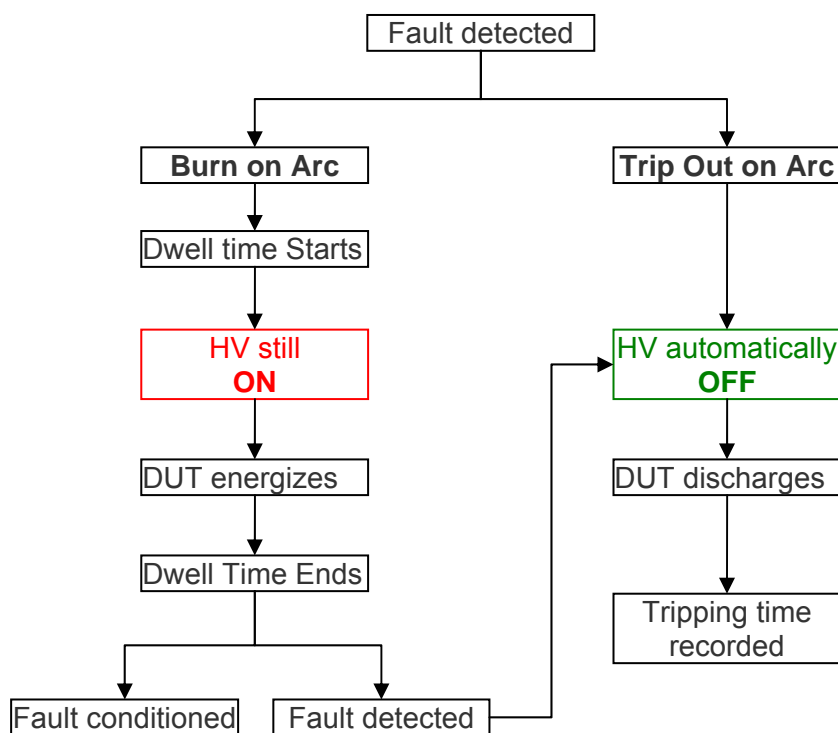 Fault detected
Burn on Arc
Trip Out on Arc
Dwell time Starts
HV still
ON
HV automatically
OFF
DUT energizes
DUT discharges
Dwell Time Ends
Tripping time
recorded
Fault conditioned
Fault detected